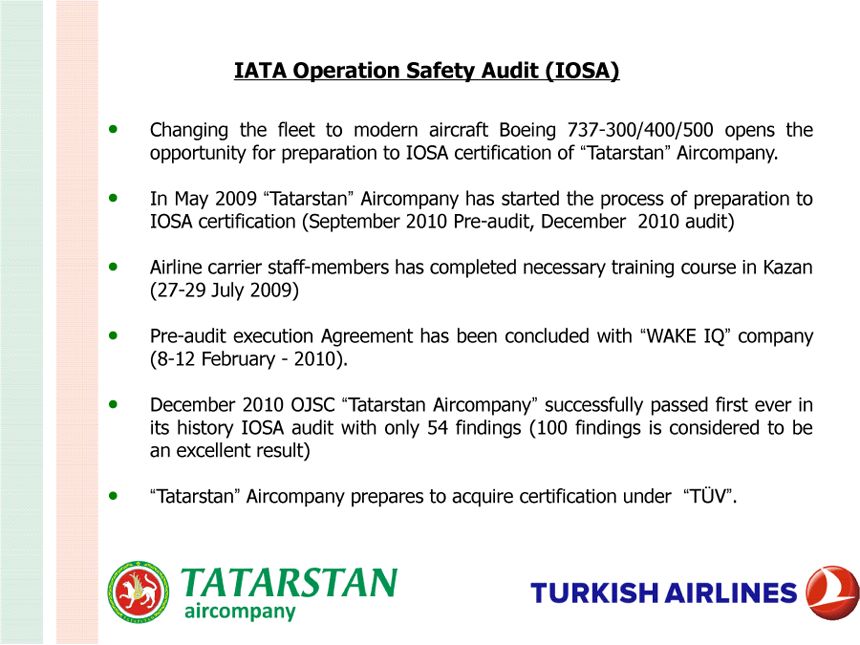 IATA Operation Safety Audit (IOSA)
• Changing the fleet to modern aircraft Boeing 737-300/400/500 opens the
opportunity for preparation to IOSA certification of “Tatarstan” Aircompany.
• In May 2009 “Tatarstan” Aircompany has started the process of preparation to
IOSA certification (September 2010 Pre-audit, December  2010 audit)
• Airline carrier staff-members has completed necessary training course in Kazan
(27-29 July 2009)
• Pre-audit execution Agreement has been concluded with “WAKE IQ” company
(8-12 February - 2010).
• December 2010 OJSC “Tatarstan Aircompany” successfully passed first ever in
its history IOSA audit with only 54 findings (100 findings is considered to be
an excellent result)
• “Tatarstan” Aircompany prepares to acquire certification under  “TÜV”.
TATARSTAN
aircompany
TURKISH AIRLINES